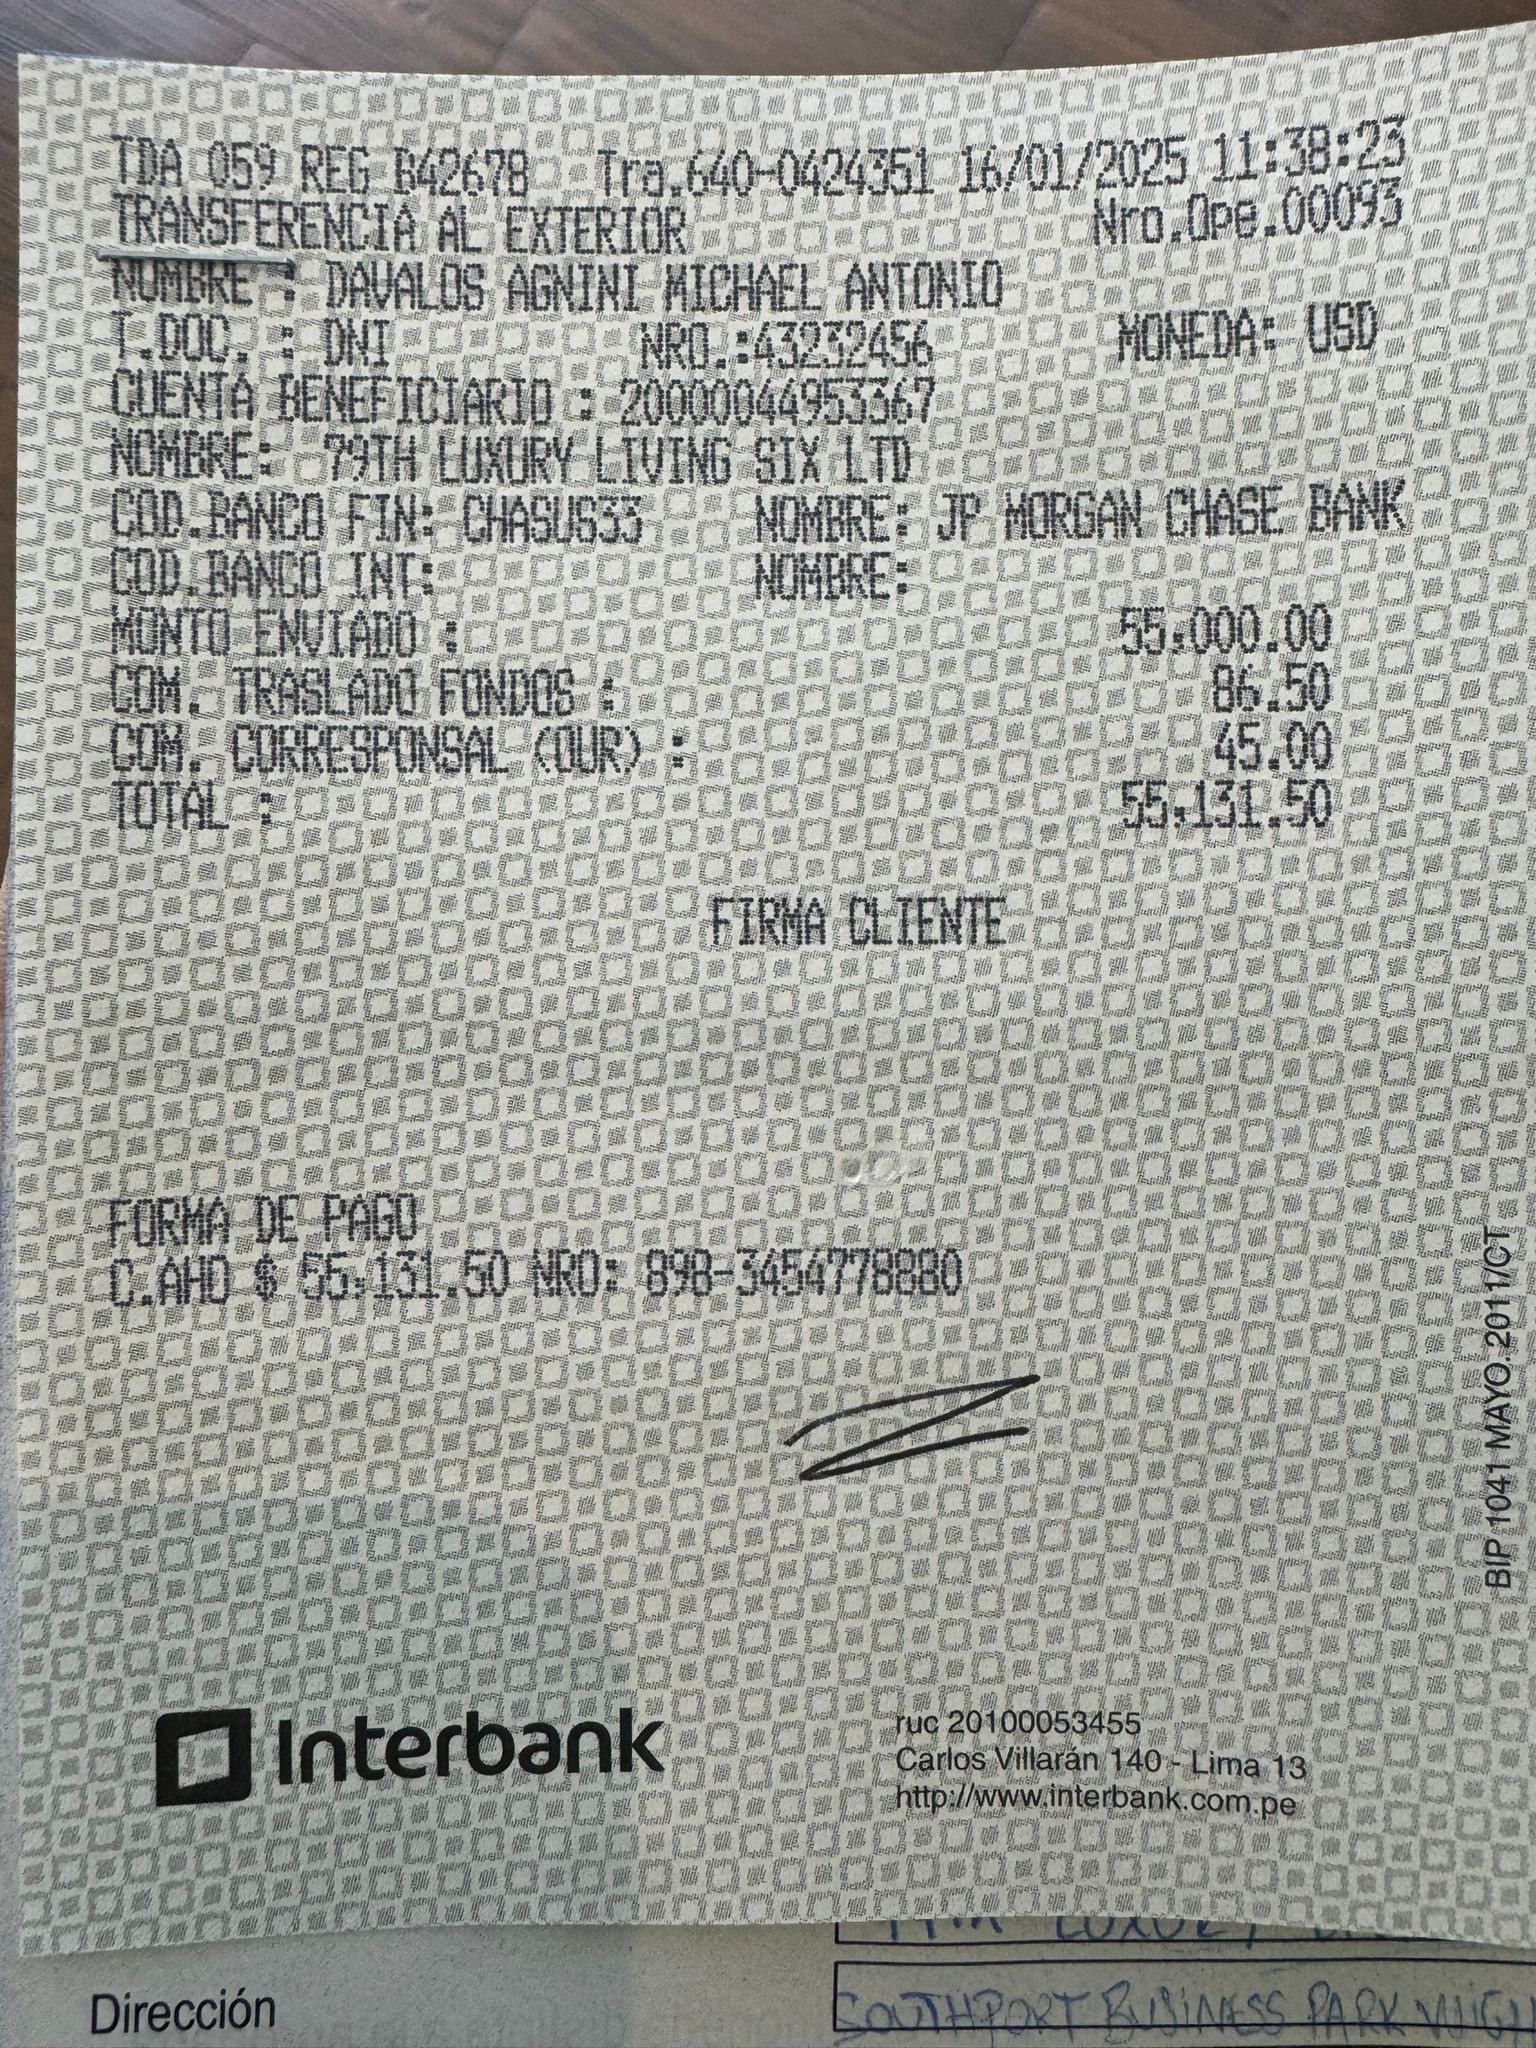 TDA 059 REG B42678 Tra.640-0424351 16/01/2025 11:38:23
TRANSFERENCIA AL EXTERIOR Nro.Ope.00093
NOMBRE : DAVALOS AGNINI MICHAEL ANTONIO
T.DOC. : DNI NRO.:43232456 MONEDA: USD
CUENTA BENEFICIARIO : 20000044953367
NOMBRE: 79TH LUXURY LIVING SIX LTD
COD.BANCO FIN: CHASUS33 NOMBRE: JP MORGAN CHASE BANK
COD.BANCO INT: NOMBRE:
MONTO ENVIADO : 55,000.00
COM. TRASLADO FONDOS : 86.50
COM. CORRESPONSAL (OUR) : 45.00
TOTAL : 55,131.50
FIRMA CLIENTE
FORMA DE PAGO
C.AHO $ 55,131.50 NRO: 898-3454778880
BIP 1041 MAYO. 2011/CT
Interbank
ruc 20100053455
Carlos Villarán 140 - Lima 13
http://www.interbank.com.pe
LUXURY
Dirección SOUTHPORT BUSINESS PARK